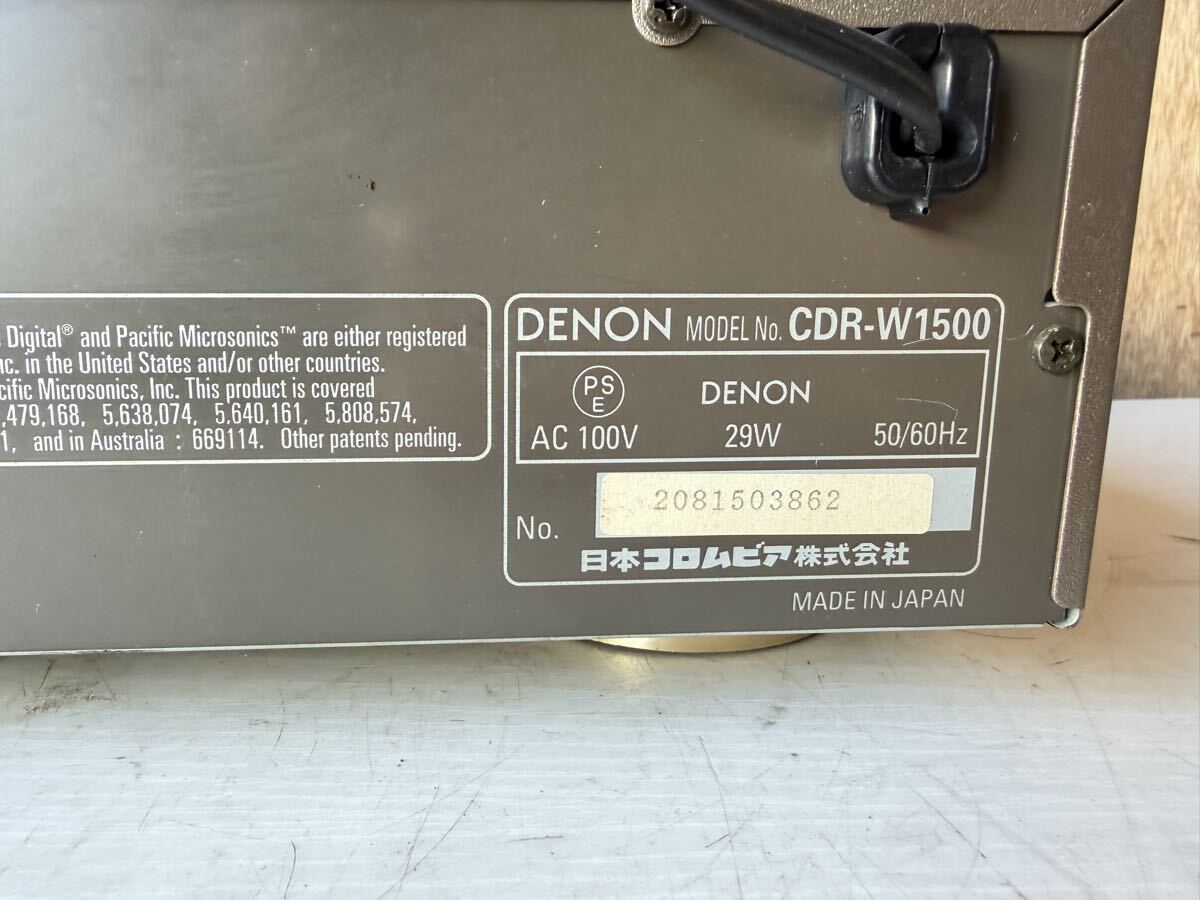 s Digital® and Pacific Microsonics™ are either registered
nc. in the United States and/or other countries.
cific Microsonics, Inc. This product is covered
,479,168, 5,638,074, 5,640,161, 5,808,574,
1, and in Australia : 669114. Other patents pending.
DENON MODEL No. CDR-W1500
PS
E
DENON
AC 100V 29W 50/60Hz
No. 2081503862
日本コロムビア株式会社
MADE IN JAPAN